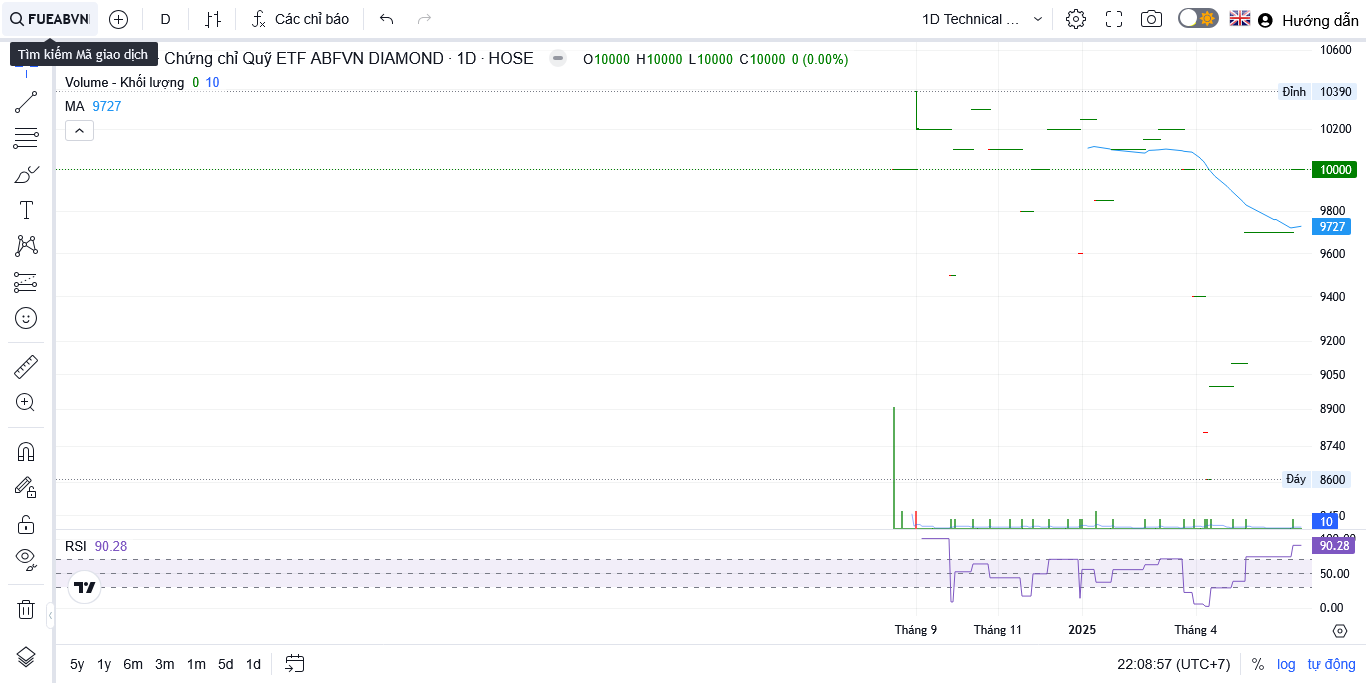 FUEABVN
D
Các chỉ báo
1D Technical ...
Hướng dẫn
Tìm kiếm Mã giao dịch
· Chứng chỉ Quỹ ETF ABFVN DIAMOND · 1D · HOSE
O10000 H10000 L10000 C10000 0 (0.00%)
Volume - Khối lượng 0 10
MA 9727
10600
Đỉnh 10390
10200
10000
9800
9727
9600
9400
9200
9050
8900
8740
Đáy 8600
8450
10
100.00
RSI 90.28
90.28
50.00
0.00
Tháng 9
Tháng 11
2025
Tháng 4
5y 1y 6m 3m 1m 5d 1d
22:08:57 (UTC+7)
% log tự động